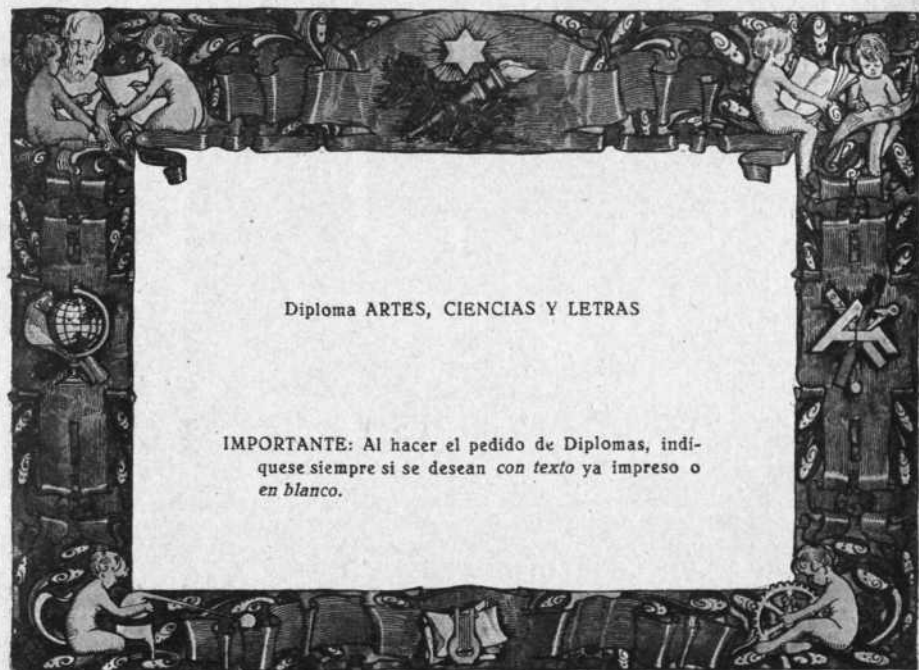 Diploma ARTES, CIENCIAS Y LETRAS
IMPORTANTE: Al hacer el pedido de Diplomas, indí-
quese siempre si se desean con texto ya impreso o
en blanco.